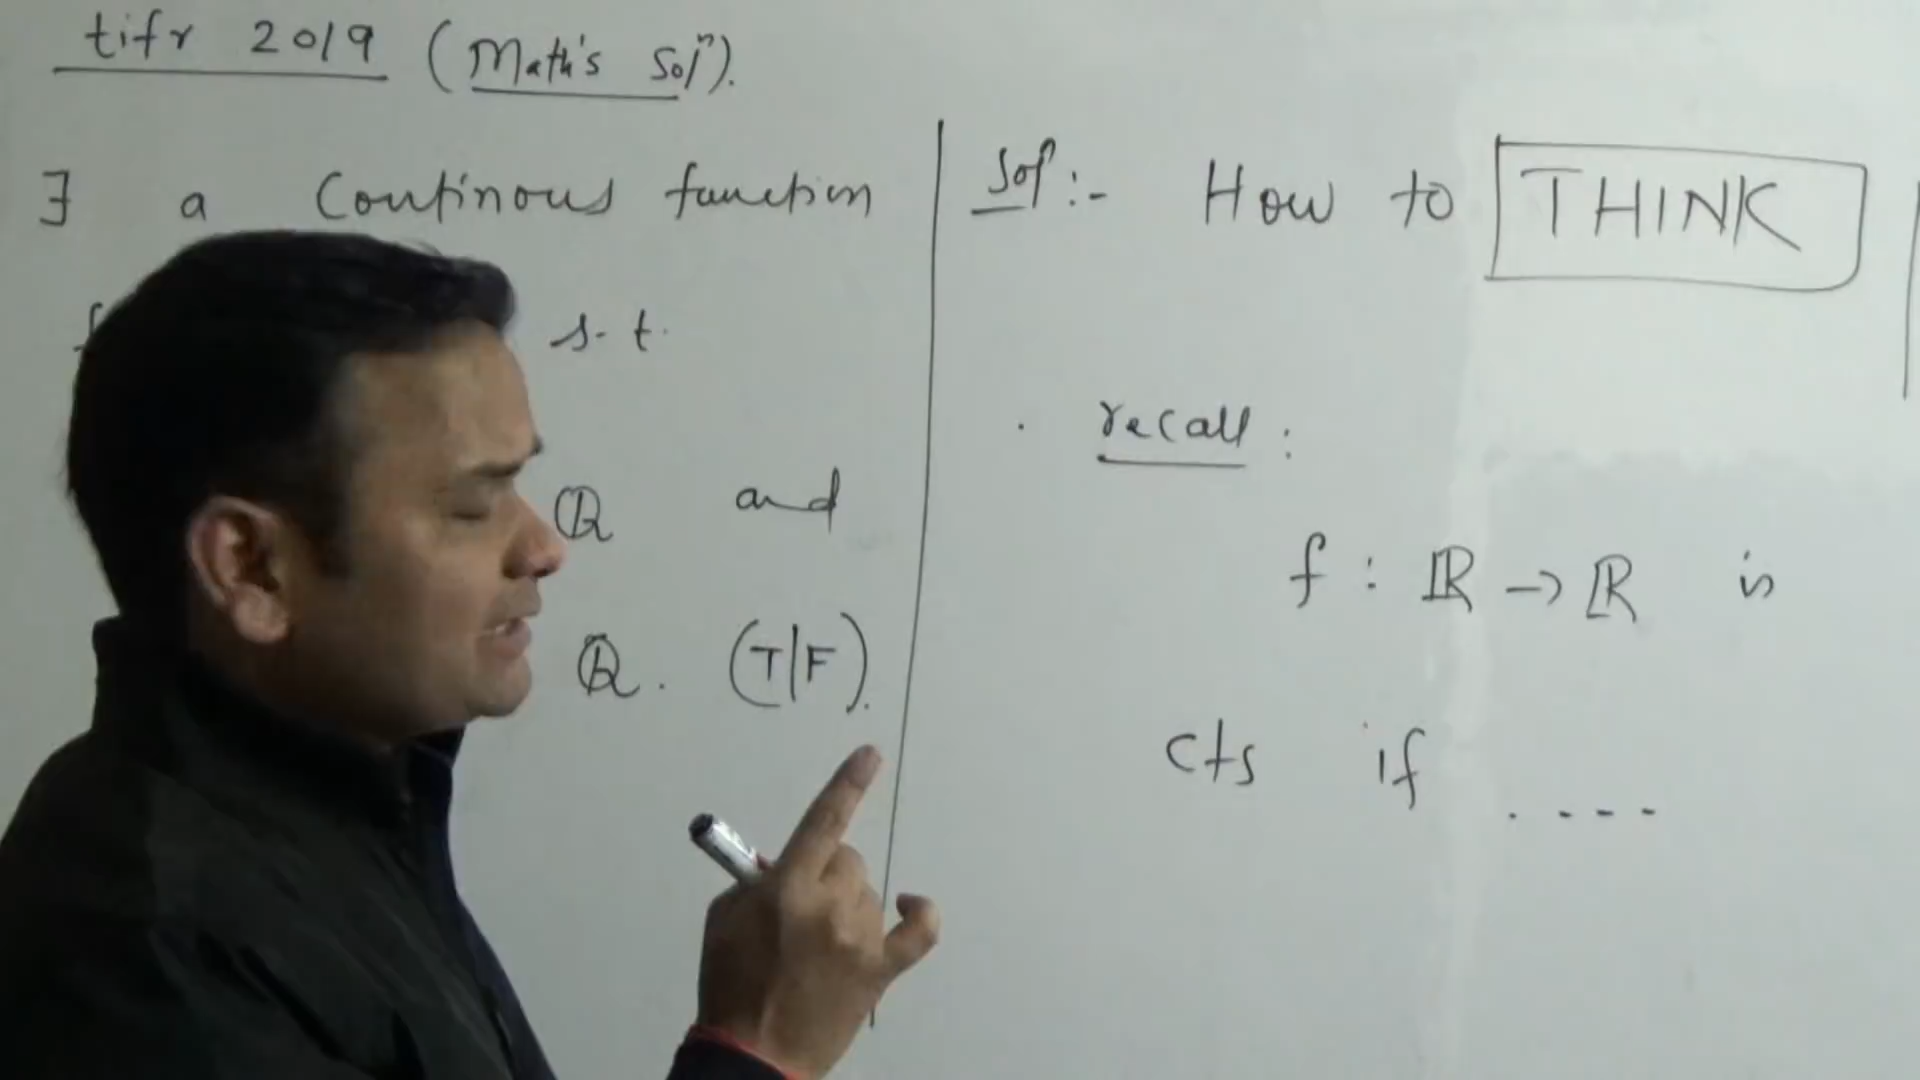 tifr 2019 (Math's Solⁿ).
∃ a Continous function
s.t.
ℚ and
ℚ. (T/F).
Sol :- How to THINK
recall :
f : ℝ → ℝ is
cts if ....